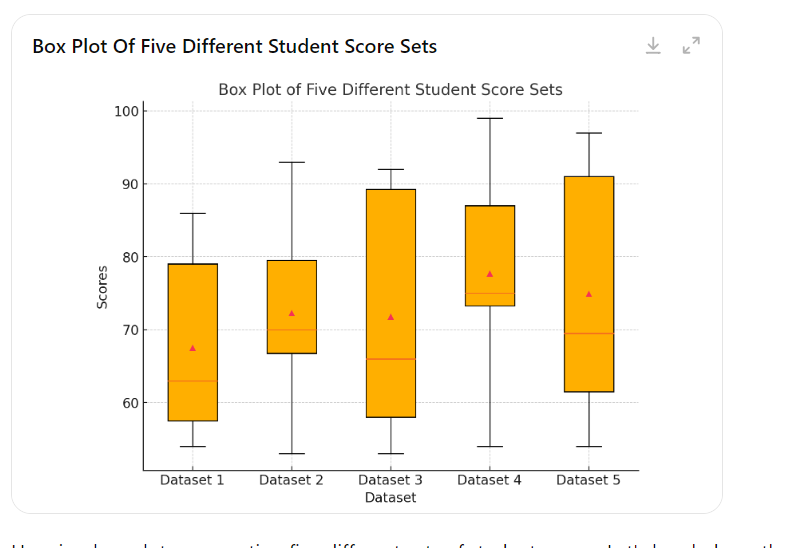 Box Plot Of Five Different Student Score Sets
Box Plot of Five Different Student Score Sets
100
90
80
70
60
Scores
Dataset 1 Dataset 2 Dataset 3 Dataset 4 Dataset 5
Dataset